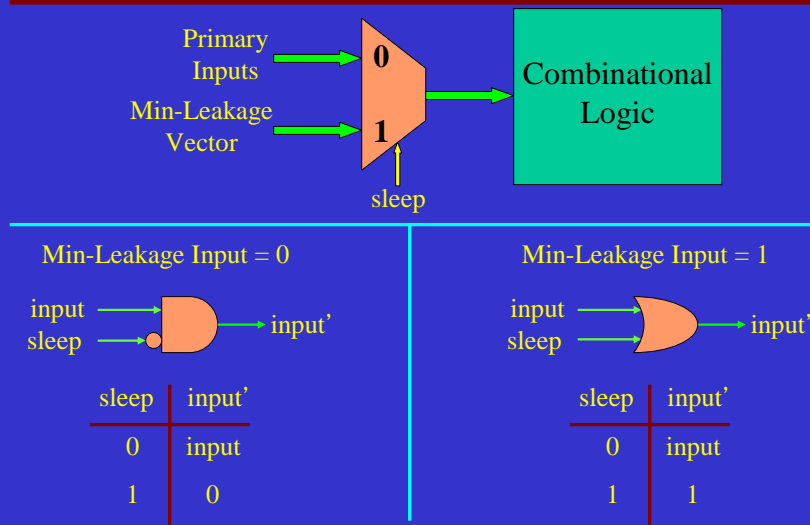 Primary
Inputs
0
Min-Leakage
Vector
1
Combinational
Logic
sleep
Min-Leakage Input = 0
input
sleep
input’
sleep input’
0 input
1 0
Min-Leakage Input = 1
input
sleep
input’
sleep input’
0 input
1 1